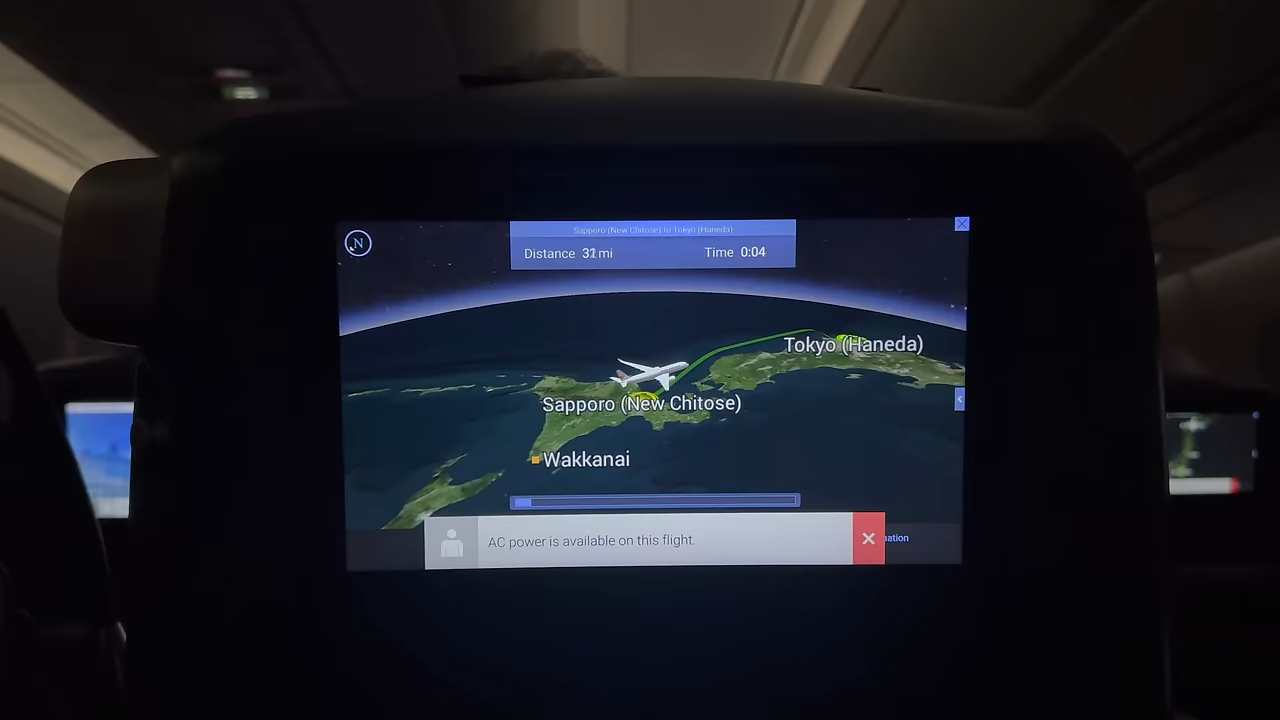 N
Sapporo (New Chitose) to Tokyo (Haneda)
Distance mi
Time 0:04
Tokyo (Haneda)
Sapporo (New Chitose)
Wakkanai
AC power is available on this flight.